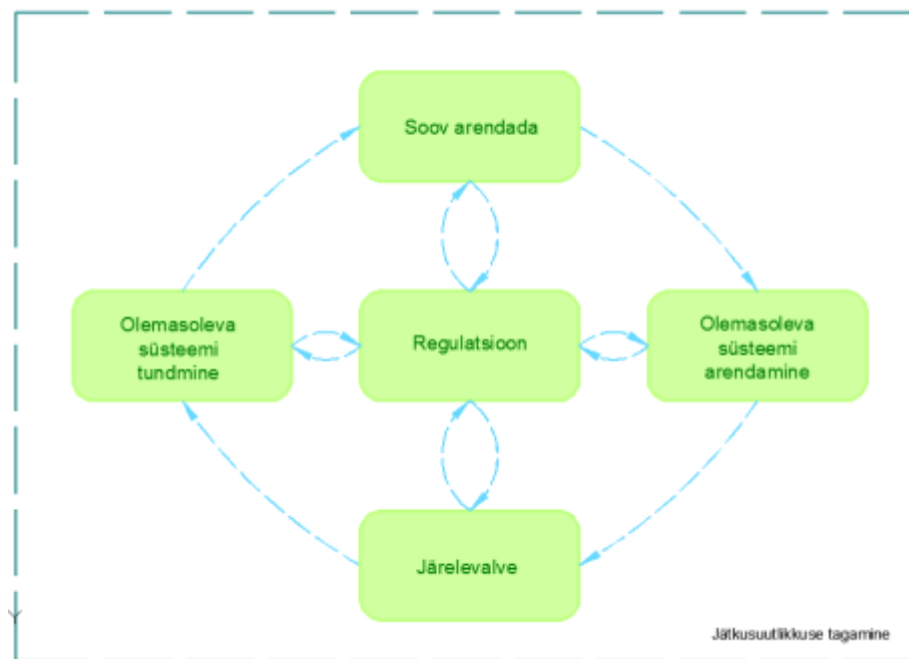 Soov arendada
Olemasoleva
süsteemi
tundmine
Regulatsioon
Olemasoleva
süsteemi
arendamine
Järelevalve
Jätkusuutlikkuse tagamine